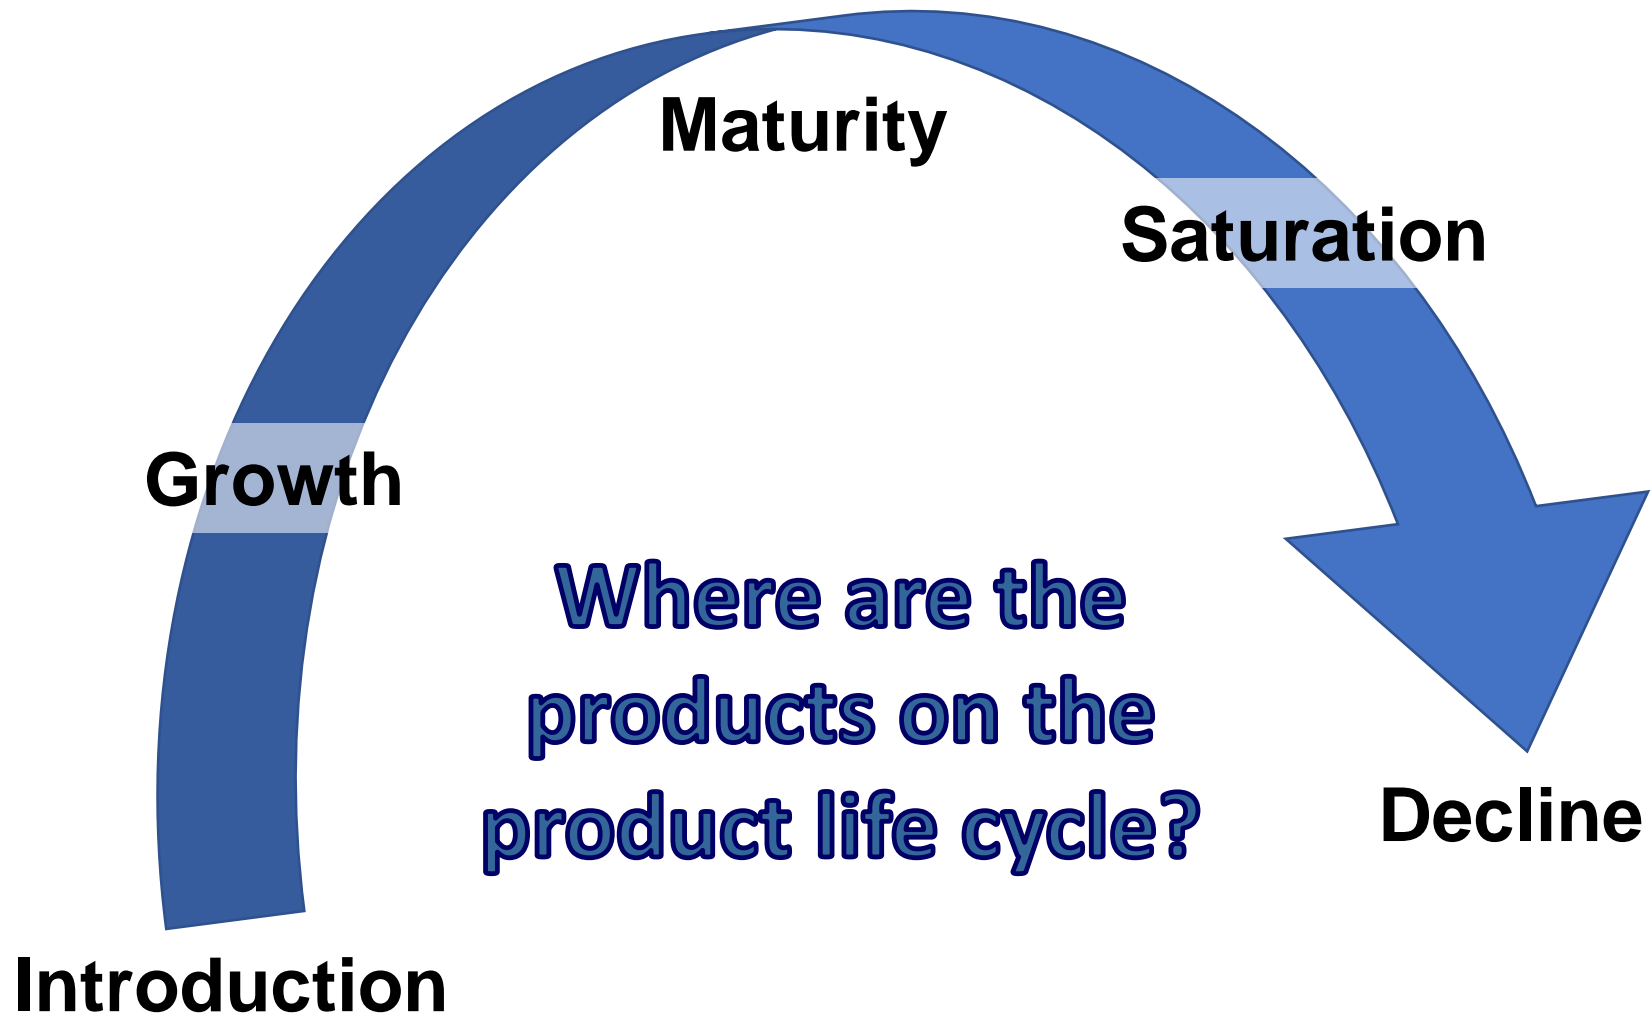 Maturity
Saturation
Growth
Where are the
products on the
product life cycle?
Decline
Introduction